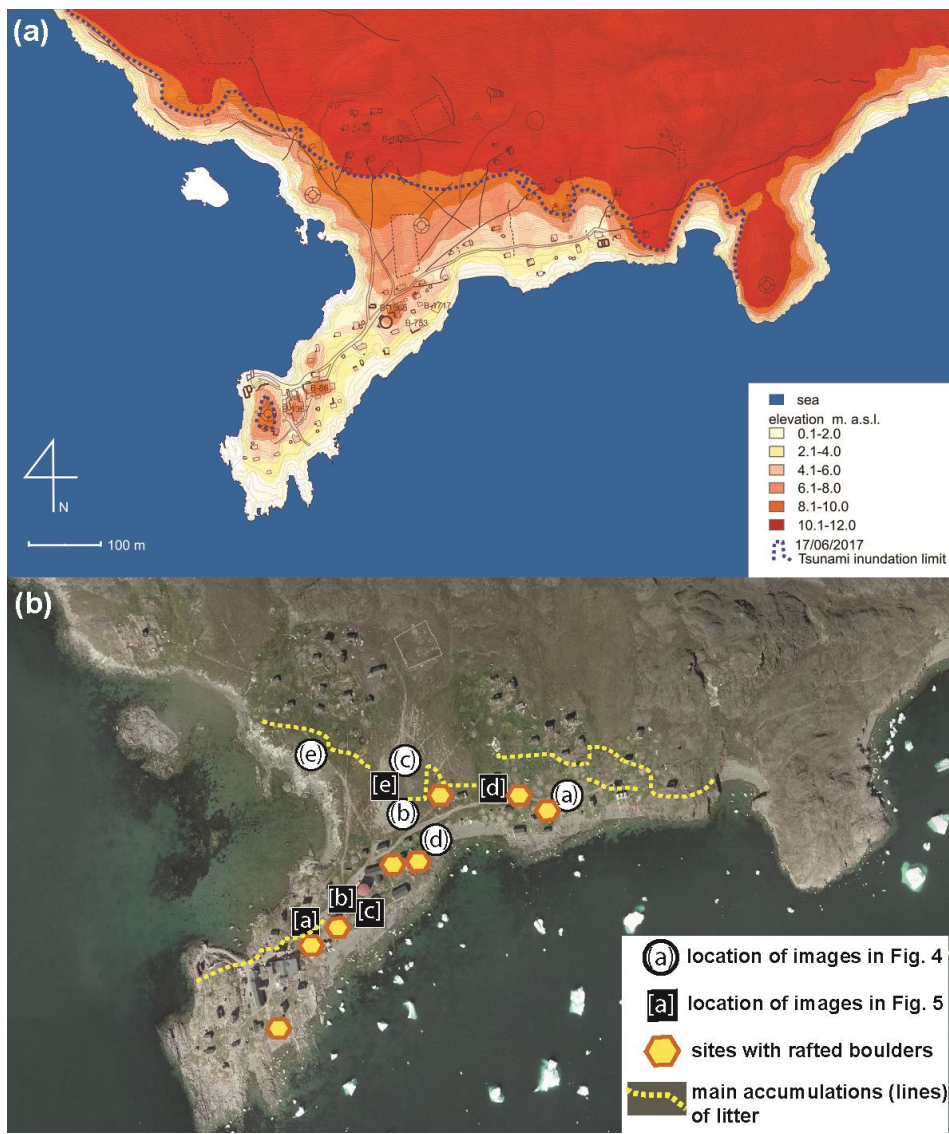 (a)
B-1717
B-753
N
100 m
sea
elevation m. a.s.l.
0.1-2.0
2.1-4.0
4.1-6.0
6.1-8.0
8.1-10.0
10.1-12.0
17/06/2017
Tsunami inundation limit
(b)
(e)
(c)
[e]
[d]
(a)
(b)
(d)
[b]
[c]
[a]
(a) location of images in Fig. 4
[a] location of images in Fig. 5
sites with rafted boulders
main accumulations (lines)
of litter